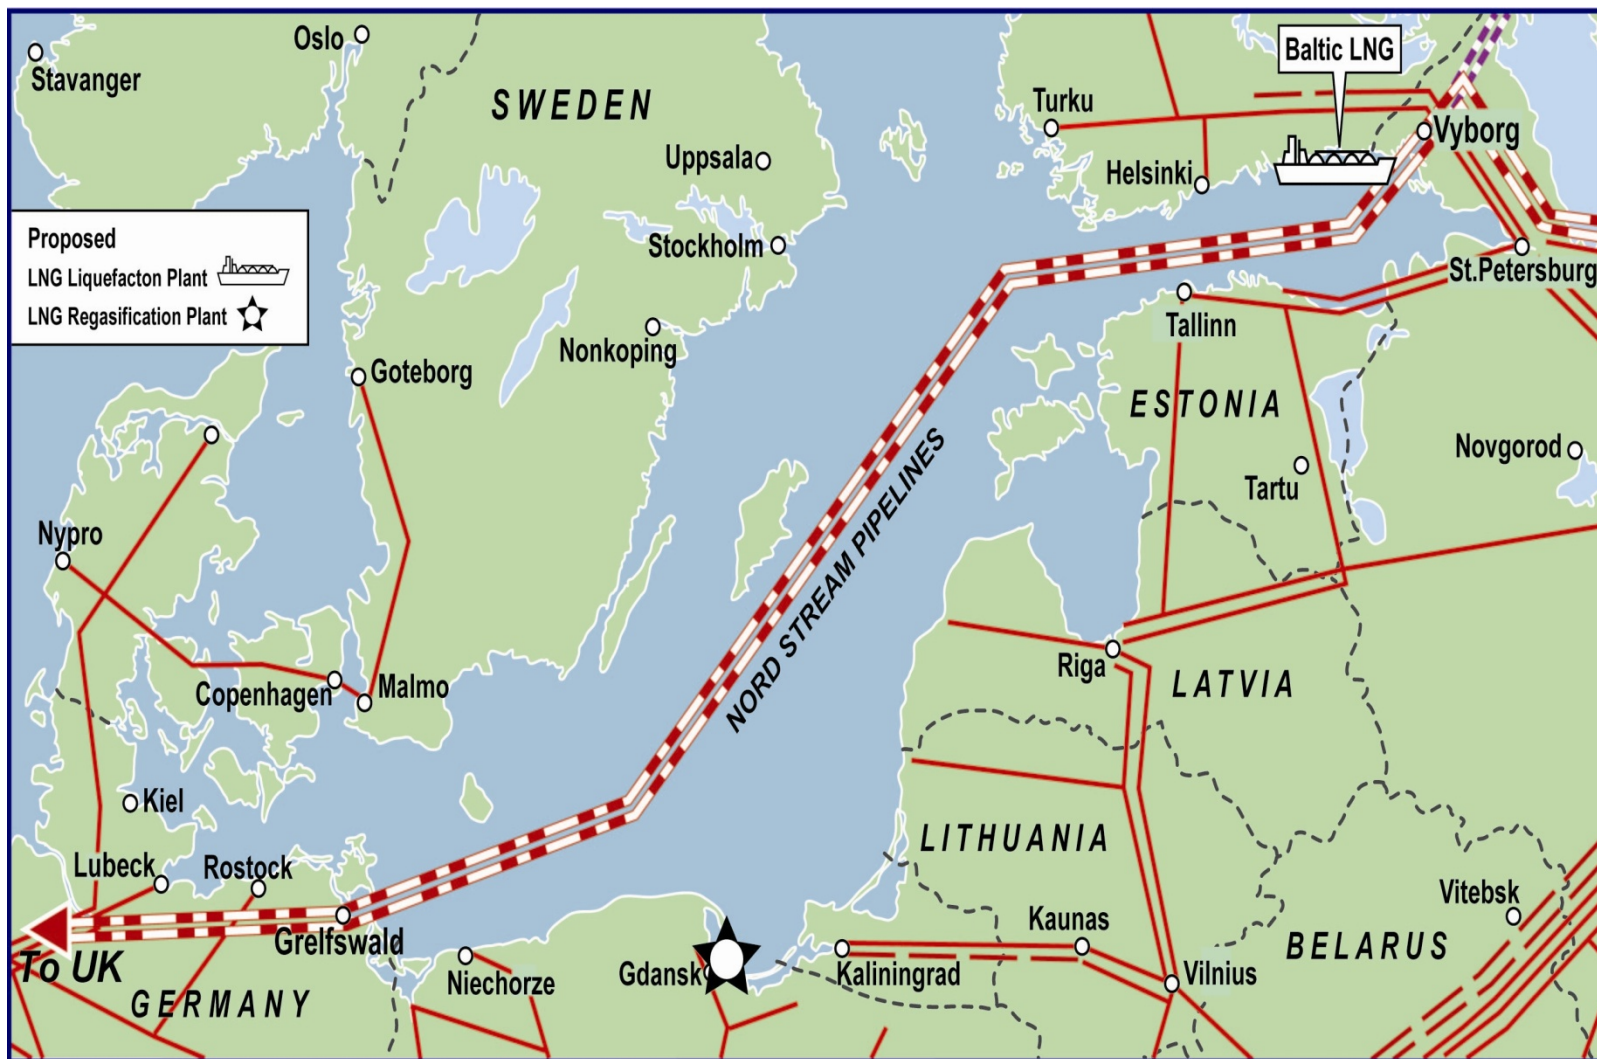 Oslo
Stavanger
SWEDEN
Baltic LNG
Turku
Vyborg
Uppsala
Helsinki
Proposed
LNG Liquefacton Plant
LNG Regasification Plant
Stockholm
St.Petersburg
Tallinn
Nonkoping
Goteborg
ESTONIA
Novgorod
Tartu
Nypro
NORD STREAM PIPELINES
Riga
LATVIA
Copenhagen
Malmo
Kiel
LITHUANIA
Lubeck
Rostock
Vitebsk
Kaunas
Grelfswald
BELARUS
To UK
Niechorze
Gdansk
Kaliningrad
Vilnius
GERMANY